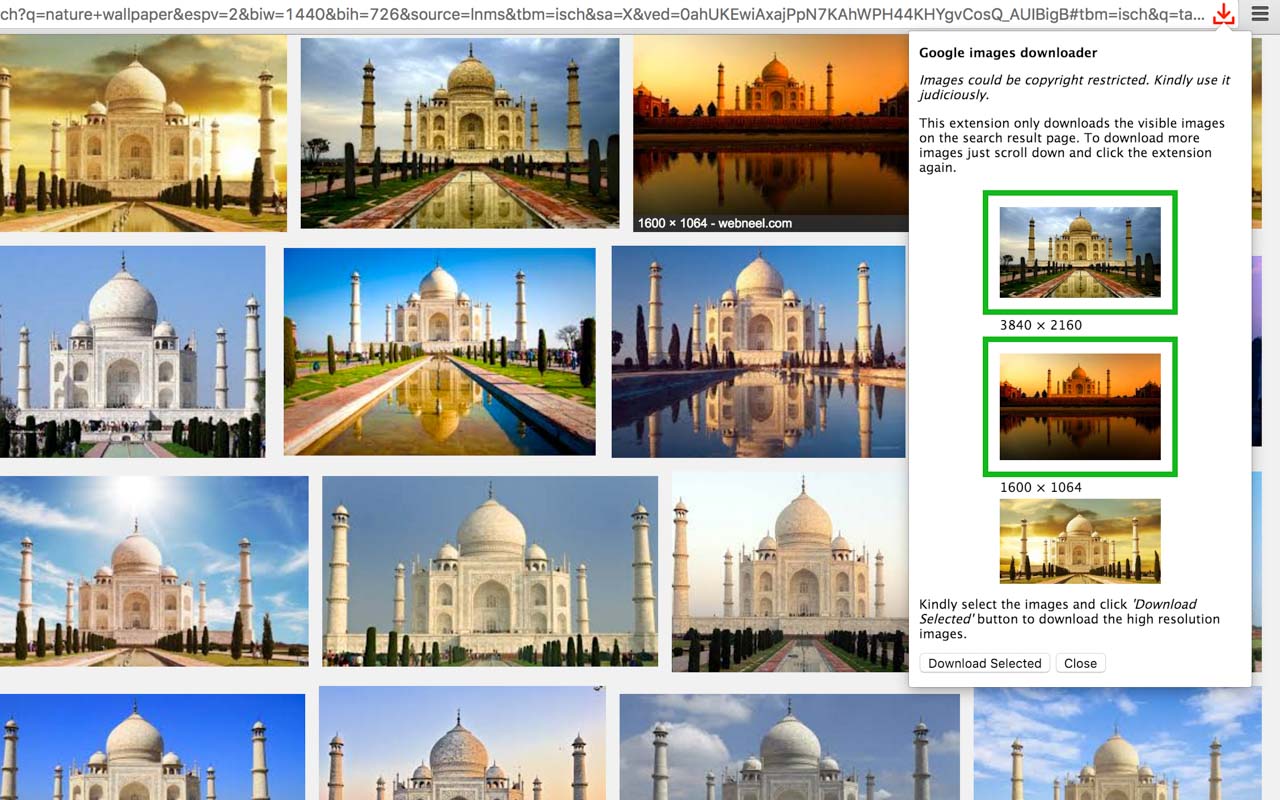 ch?q=nature+wallpaper&espv=2&biw=1440&bih=726&source=lnms&tbm=isch&sa=X&ved=0ahUKEwiAxajPpN7KAhWPH44KHYgvCosQ_AUIBigB#tbm=isch&q=ta...
Google images downloader
Images could be copyright restricted. Kindly use it
judiciously.
This extension only downloads the visible images
on the search result page. To download more
images just scroll down and click the extension
again.
1600 × 1064 - webneel.com
3840 × 2160
1600 × 1064
Kindly select the images and click 'Download
Selected' button to download the high resolution
images.
Download Selected Close